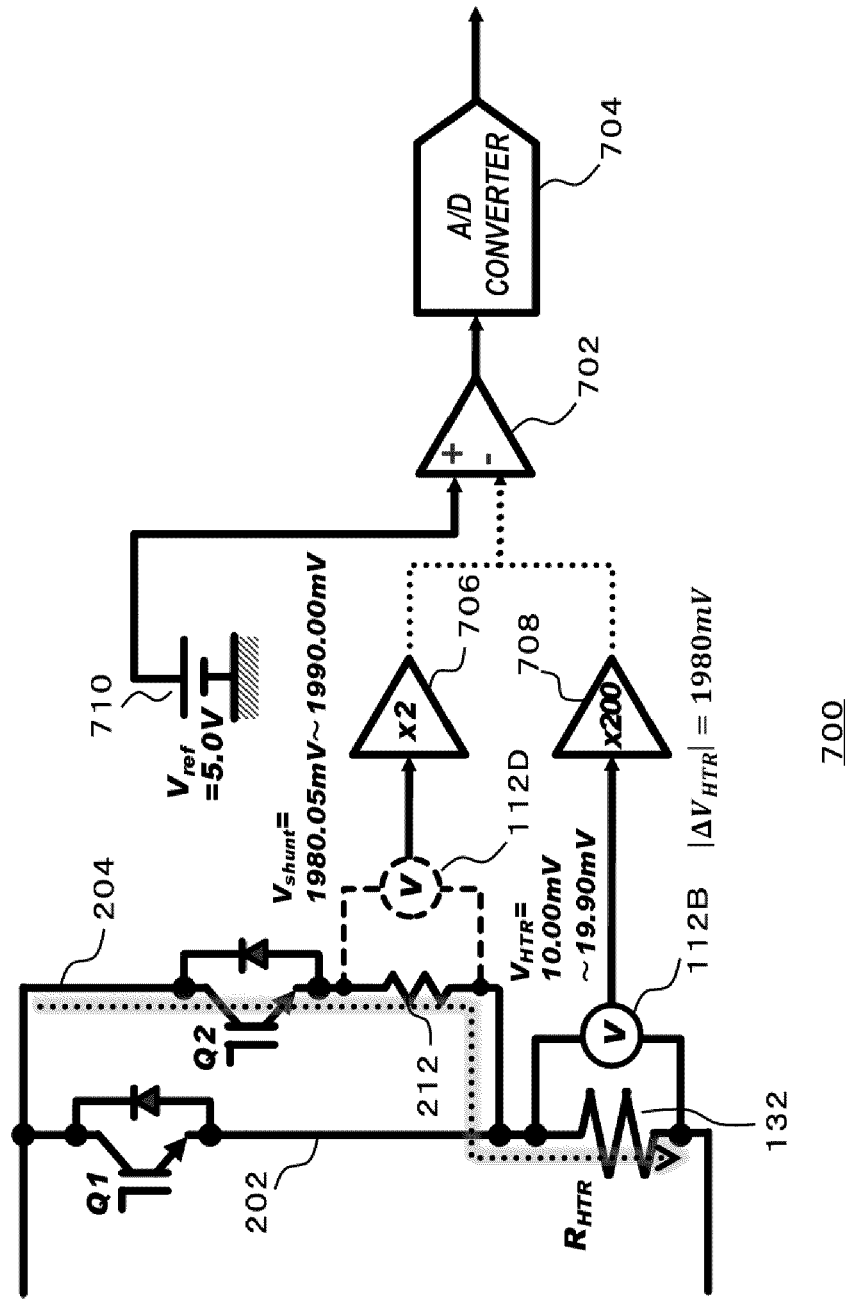 204
Q1
Q2
202
212
R_HTR
132
112B
V
V
112D
V_shunt=
1980.05mV~1990.00mV
V_HTR=
10.00mV
~19.90mV
|ΔV_HTR| = 1980mV
710
V_ref
=5.0V
x2
706
x200
708
+
-
702
A/D
CONVERTER
704
700